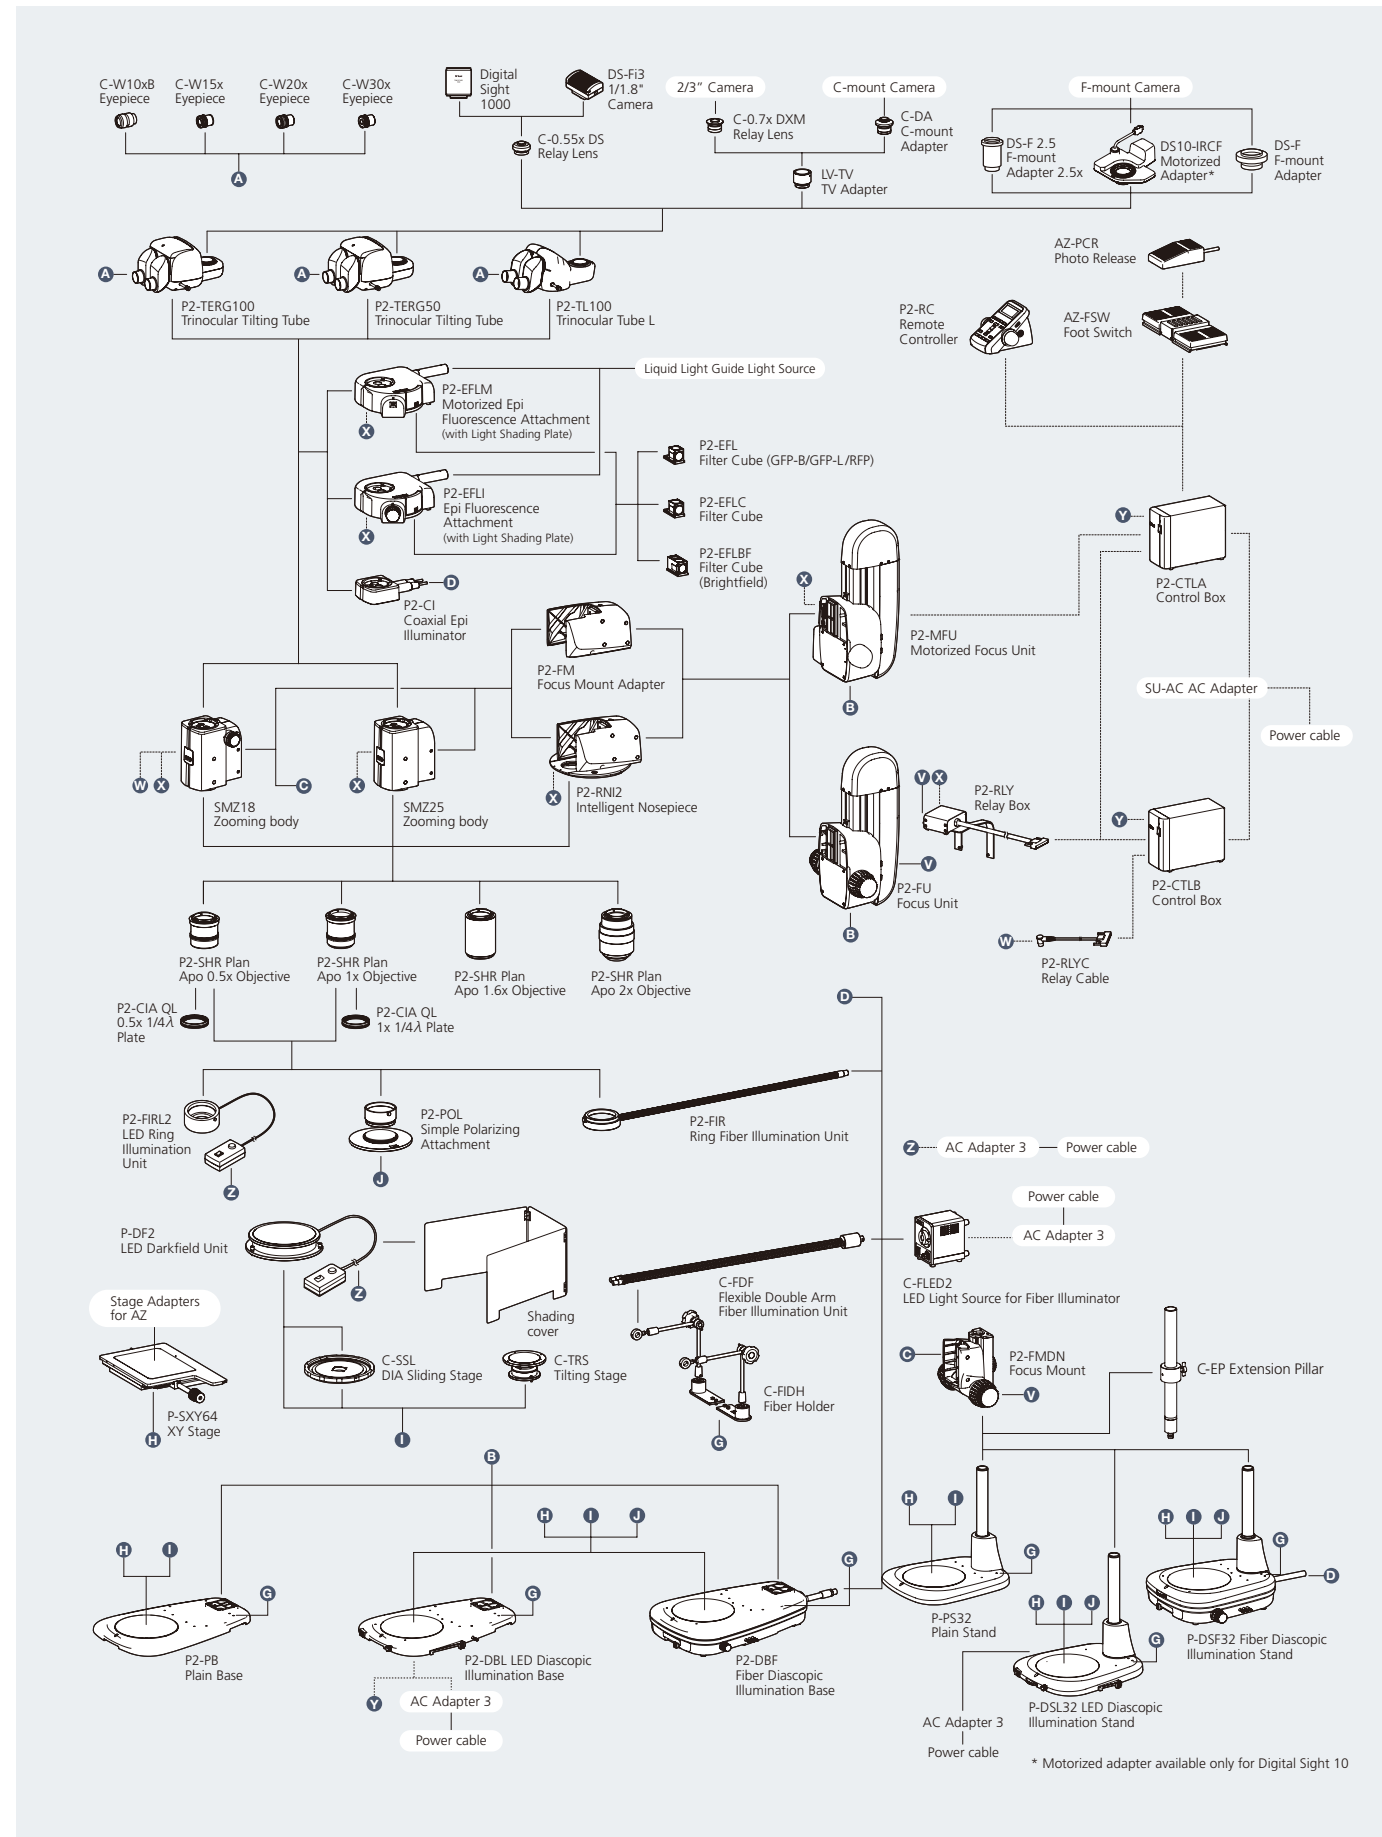 C-W10xB
Eyepiece
C-W15x
Eyepiece
C-W20x
Eyepiece
C-W30x
Eyepiece
A
Digital
Sight
1000
DS-Fi3
1/1.8"
Camera
C-0.55x DS
Relay Lens
2/3" Camera
C-0.7x DXM
Relay Lens
C-mount Camera
C-DA
C-mount
Adapter
LV-TV
TV Adapter
F-mount Camera
DS-F 2.5
F-mount
Adapter 2.5x
DS10-IRCF
Motorized
Adapter*
DS-F
F-mount
Adapter
A
P2-TERG100
Trinocular Tilting Tube
A
P2-TERG50
Trinocular Tilting Tube
A
P2-TL100
Trinocular Tube L
AZ-PCR
Photo Release
P2-RC
Remote
Controller
AZ-FSW
Foot Switch
Liquid Light Guide Light Source
P2-EFLM
Motorized Epi
Fluorescence Attachment
(with Light Shading Plate)
X
P2-EFLI
Epi Fluorescence
Attachment
(with Light Shading Plate)
X
P2-EFL
Filter Cube (GFP-B/GFP-L/RFP)
P2-EFLC
Filter Cube
P2-EFLBF
Filter Cube
(Brightfield)
D
P2-CI
Coaxial Epi
Illuminator
P2-FM
Focus Mount Adapter
X
P2-MFU
Motorized Focus Unit
B
Y
P2-CTLA
Control Box
SU-AC AC Adapter
Power cable
W
X
C
SMZ18
Zooming body
X
SMZ25
Zooming body
X
P2-RNI2
Intelligent Nosepiece
V
X
P2-RLY
Relay Box
V
P2-FU
Focus Unit
B
Y
P2-CTLB
Control Box
W
P2-RLYC
Relay Cable
P2-SHR Plan
Apo 0.5x Objective
P2-SHR Plan
Apo 1x Objective
P2-SHR Plan
Apo 1.6x Objective
P2-SHR Plan
Apo 2x Objective
P2-CIA QL
0.5x 1/4λ
Plate
P2-CIA QL
1x 1/4λ Plate
D
P2-FIRL2
LED Ring
Illumination
Unit
Z
P2-POL
Simple Polarizing
Attachment
J
P2-FIR
Ring Fiber Illumination Unit
Z
AC Adapter 3
Power cable
P-DF2
LED Darkfield Unit
Z
Shading
cover
C-FDF
Flexible Double Arm
Fiber Illumination Unit
Power cable
AC Adapter 3
C-FLED2
LED Light Source for Fiber Illuminator
Stage Adapters
for AZ
H
P-SXY64
XY Stage
C-SSL
DIA Sliding Stage
C-TRS
Tilting Stage
I
C-FIDH
Fiber Holder
G
C
P2-FMDN
Focus Mount
V
C-EP Extension Pillar
B
H
I
G
P2-PB
Plain Base
H
I
J
G
P2-DBL LED Diascopic
Illumination Base
Y
AC Adapter 3
Power cable
G
P2-DBF
Fiber Diascopic
Illumination Base
H
I
G
P-PS32
Plain Stand
H
I
J
G
P-DSL32 LED Diascopic
Illumination Stand
AC Adapter 3
Power cable
H
I
J
G
D
P-DSF32 Fiber Diascopic
Illumination Stand
* Motorized adapter available only for Digital Sight 10